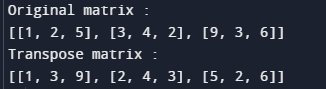 Original matrix :
[[1, 2, 5], [3, 4, 2], [9, 3, 6]]
Transpose matrix :
[[1, 3, 9], [2, 4, 3], [5, 2, 6]]